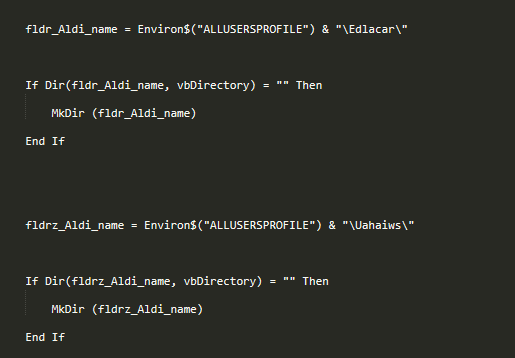 fldr_Aldi_name = Environ$("ALLUSERSPROFILE") & "\Edlacar\"
If Dir(fldr_Aldi_name, vbDirectory) = "" Then
MkDir (fldr_Aldi_name)
End If
fldrz_Aldi_name = Environ$("ALLUSERSPROFILE") & "\Uahaiws\"
If Dir(fldrz_Aldi_name, vbDirectory) = "" Then
MkDir (fldrz_Aldi_name)
End If